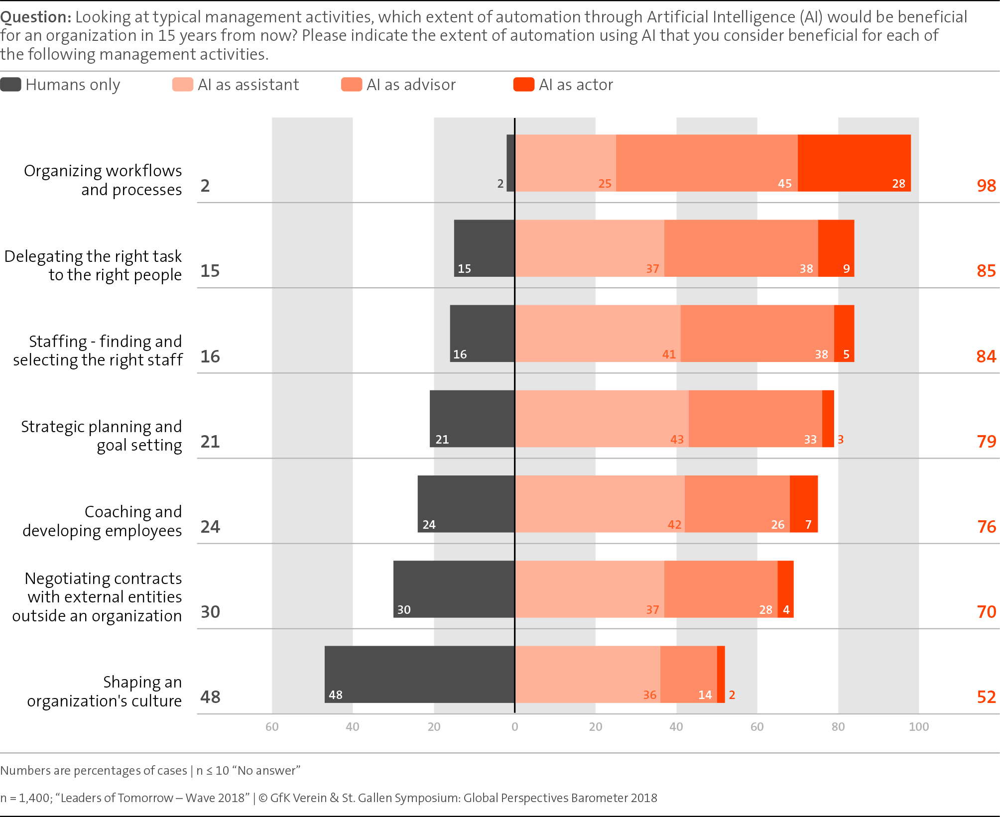 Question: Looking at typical management activities, which extent of automation through Artificial Intelligence (AI) would be beneficial
for an organization in 15 years from now? Please indicate the extent of automation using AI that you consider beneficial for each of
the following management activities.
Humans only AI as assistant AI as advisor AI as actor
Organizing workflows
and processes
2 2 25 45 28 98
Delegating the right task
to the right people
15 15 37 38 9 85
Staffing - finding and
selecting the right staff
16 16 41 38 5 84
Strategic planning and
goal setting
21 21 43 33 3 79
Coaching and
developing employees
24 24 42 26 7 76
Negotiating contracts
with external entities
outside an organization
30 30 37 28 4 70
Shaping an
organization's culture
48 48 36 14 2 52
60 40 20 0 20 40 60 80 100
Numbers are percentages of cases | n ≤ 10 “No answer”
n = 1,400; “Leaders of Tomorrow – Wave 2018” | © GfK Verein & St. Gallen Symposium: Global Perspectives Barometer 2018